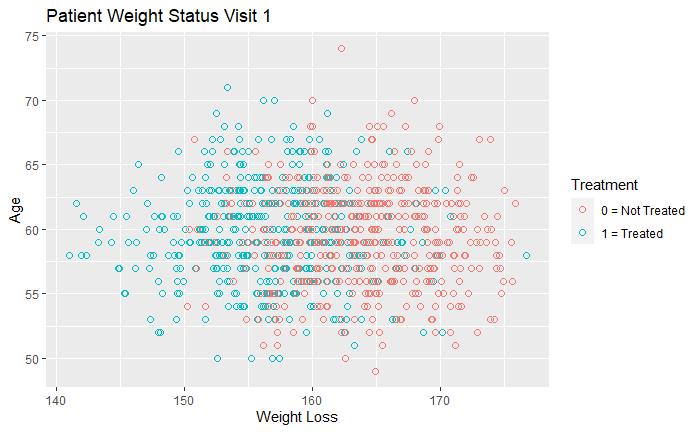 Patient Weight Status Visit 1
75
70
65
60
55
50
Age
140
150
160
170
Weight Loss
Treatment
0 = Not Treated
1 = Treated